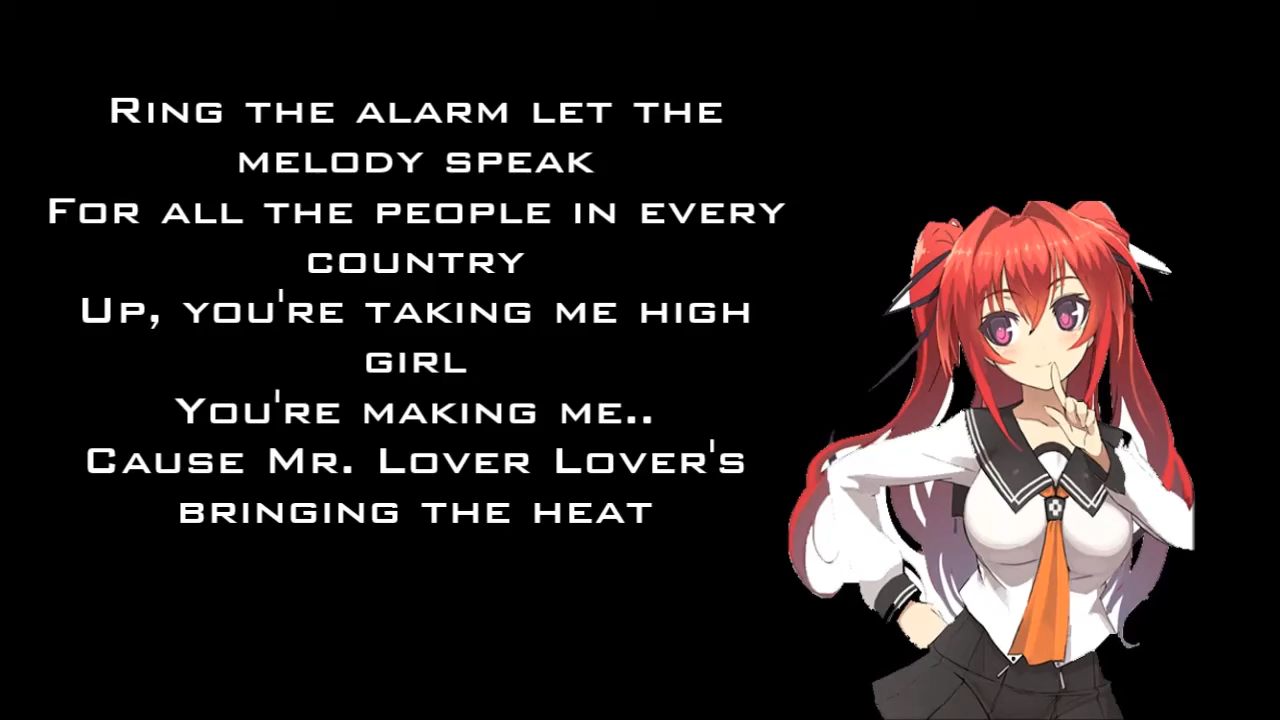 Ring the alarm let the
melody speak
For all the people in every
country
Up, you're taking me high
girl
You're making me..
Cause Mr. Lover Lover's
bringing the heat